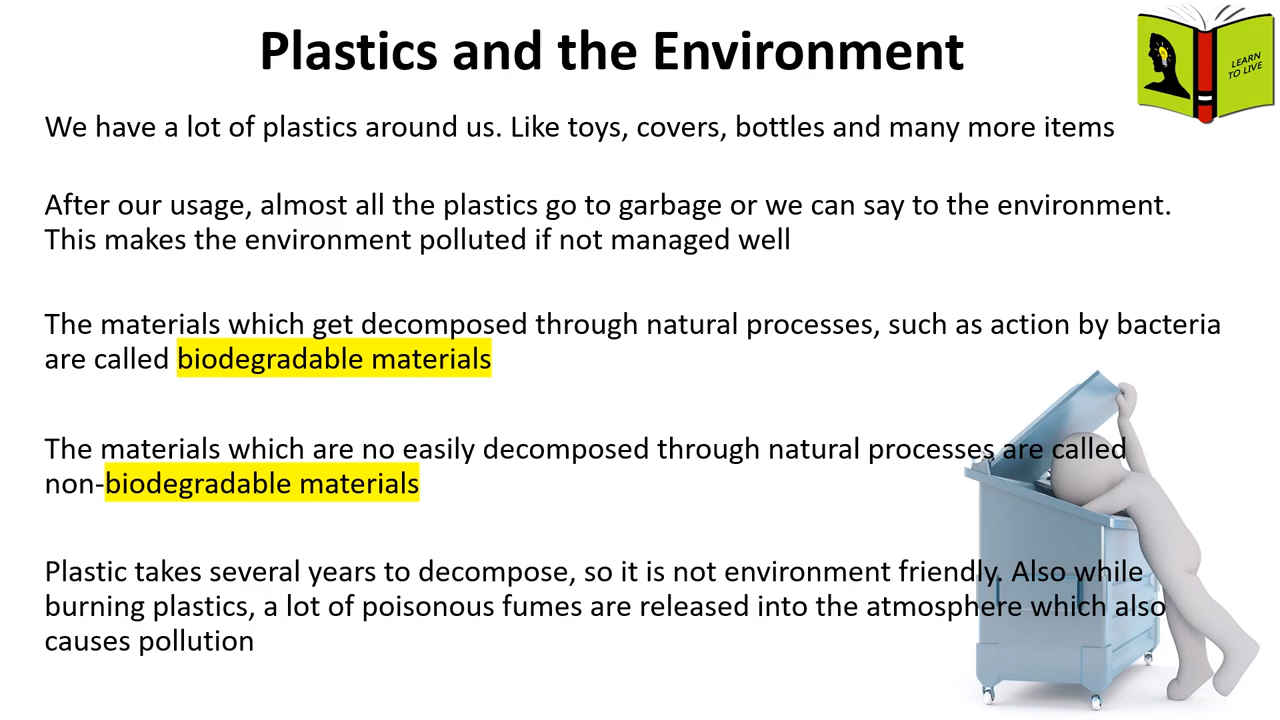 Plastics and the Environment
LEARN
TO LIVE
We have a lot of plastics around us. Like toys, covers, bottles and many more items
After our usage, almost all the plastics go to garbage or we can say to the environment.
This makes the environment polluted if not managed well
The materials which get decomposed through natural processes, such as action by bacteria
are called biodegradable materials
The materials which are no easily decomposed through natural processes are called
non-biodegradable materials
Plastic takes several years to decompose, so it is not environment friendly. Also while
burning plastics, a lot of poisonous fumes are released into the atmosphere which also
causes pollution